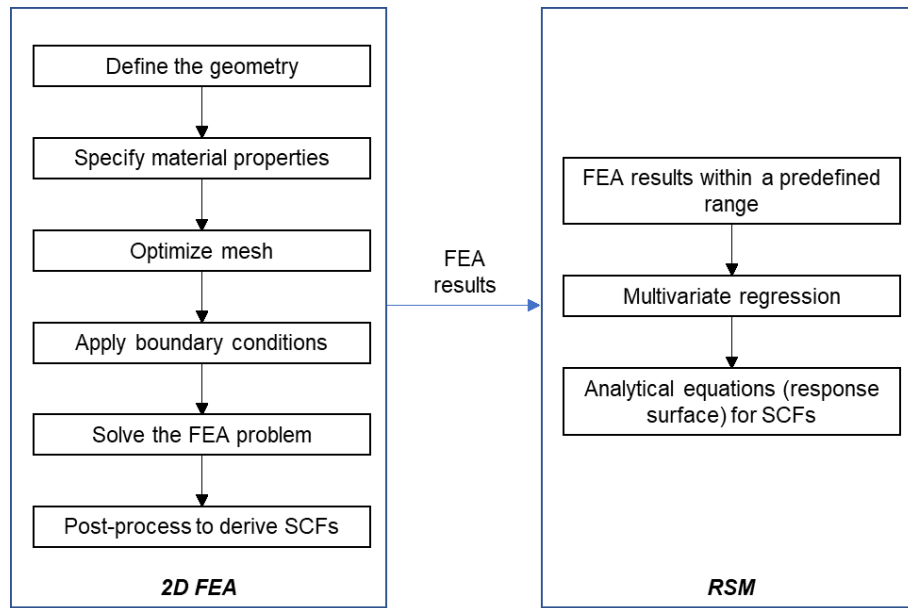 Define the geometry
Specify material properties
Optimize mesh
Apply boundary conditions
Solve the FEA problem
Post-process to derive SCFs
2D FEA
FEA
results
FEA results within a predefined
range
Multivariate regression
Analytical equations (response
surface) for SCFs
RSM